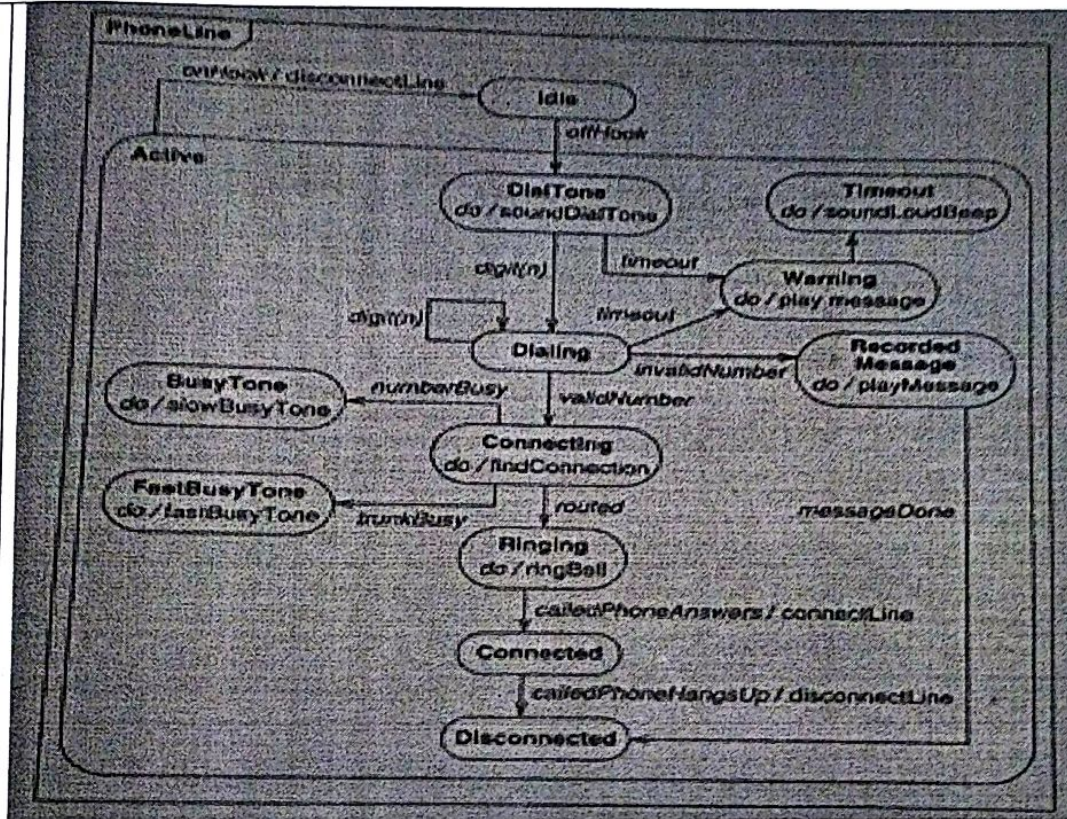 PhoneLine
onHook / disconnectLine
Idle
offHook
Active
DialTone
do / soundDialTone
Timeout
do / soundLoudBeep
digit(n)
timeout
Warning
do / play message
digit(n)
timeout
Dialing
invalidNumber
Recorded
Message
do / playMessage
BusyTone
do / slowBusyTone
numberBusy
validNumber
Connecting
do / findConnection
FastBusyTone
do / fastBusyTone
trunkBusy
routed
messageDone
Ringing
do / ringBell
calledPhoneAnswers / connectLine
Connected
calledPhoneHangsUp / disconnectLine
Disconnected